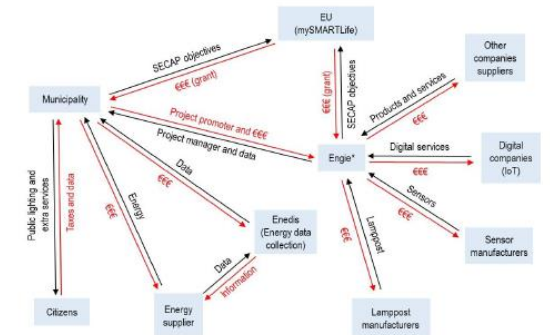 EU
(mySMARTLife)
Other
companies
suppliers
SECAP objectives
€€€ (grant)
€€€ (grant)
SECAP objectives
Products and services
€€€
Municipality
Project promoter and €€€
Project manager and data
Engie*
Digital services
€€€
Digital
companies
(IoT)
Public lighting and
extra services
Taxes and data
Energy
€€€
Data
€€€
Enedis
(Energy data
collection)
Lamppost
€€€
Sensors
€€€
Sensor
manufacturers
Data
Information
Citizens
Energy
supplier
Lamppost
manufacturers